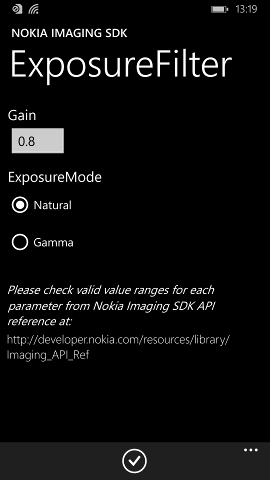 13:19
NOKIA IMAGING SDK
ExposureFilter
Gain
0.8
ExposureMode
Natural
Gamma
Please check valid value ranges for each
parameter from Nokia Imaging SDK API
reference at:
http://developer.nokia.com/resources/library/
Imaging_API_Ref